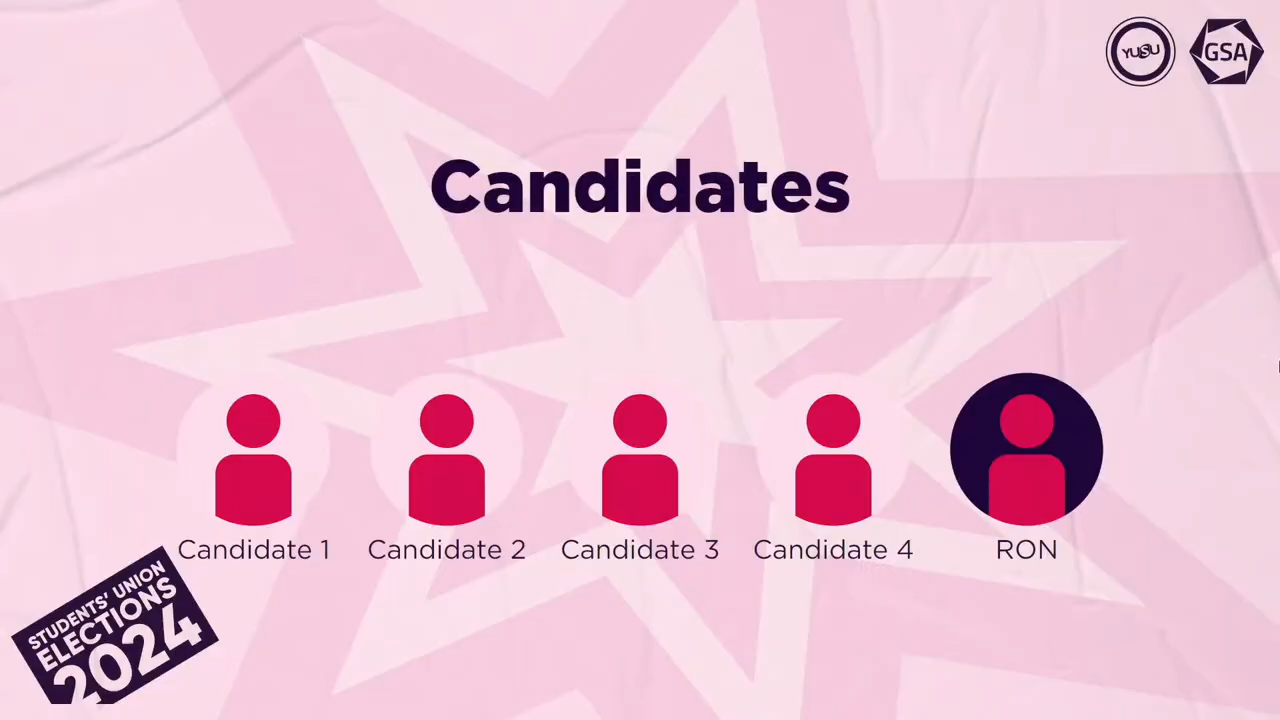 YUSU
GSA
Candidates
Candidate 1
Candidate 2
Candidate 3
Candidate 4
RON
STUDENTS' UNION
ELECTIONS
2024